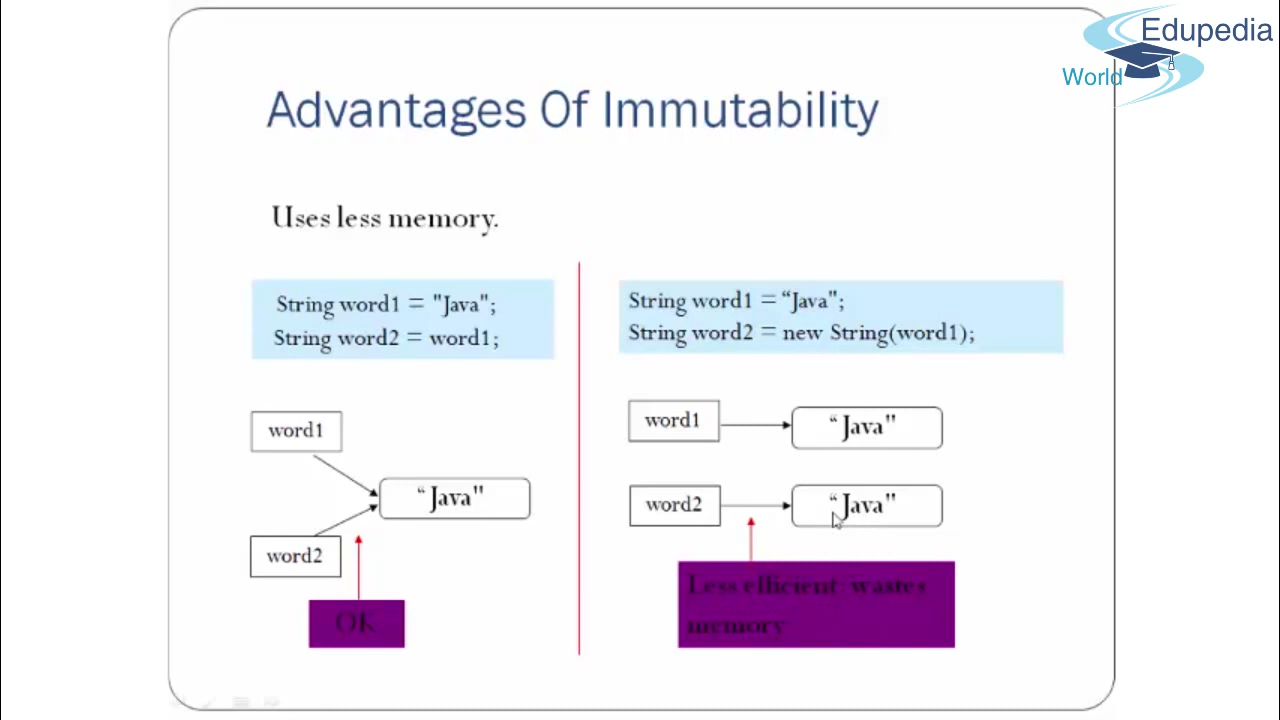 Edupedia
World
Advantages Of Immutability
Uses less memory.
String word1 = "Java";
String word2 = word1;
String word1 = “Java";
String word2 = new String(word1);
word1
word2
“Java"
OK
word1
“Java"
word2
“Java"
Less efficient: wastes
memory